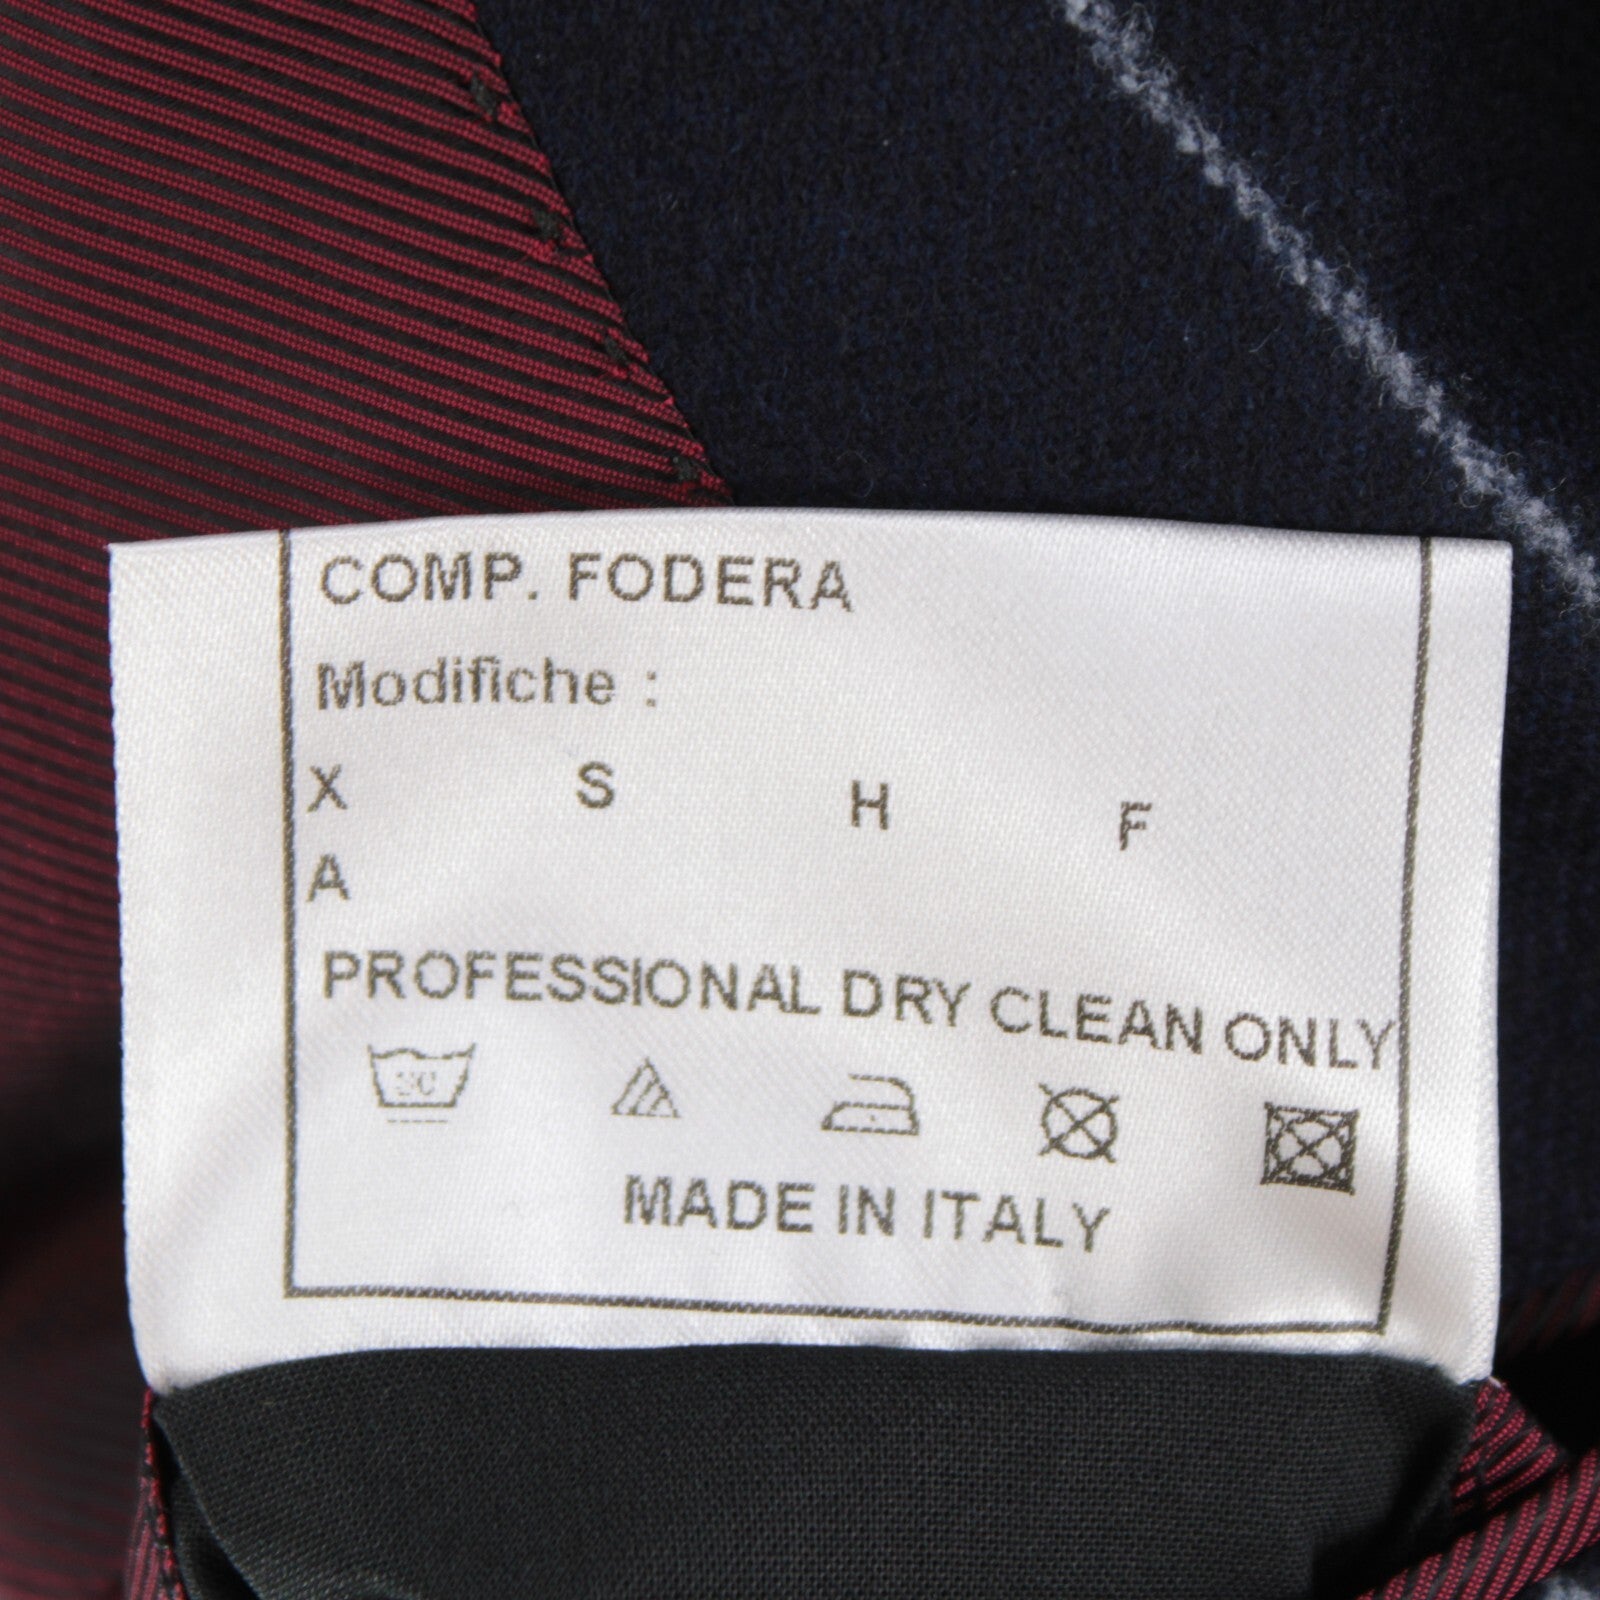 COMP. FODERA
Modifiche :
X S H F
A
PROFESSIONAL DRY CLEAN ONLY
MADE IN ITALY